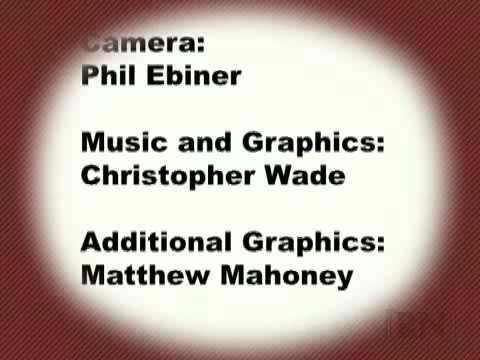 Camera:
Phil Ebiner
Music and Graphics:
Christopher Wade
Additional Graphics:
Matthew Mahoney